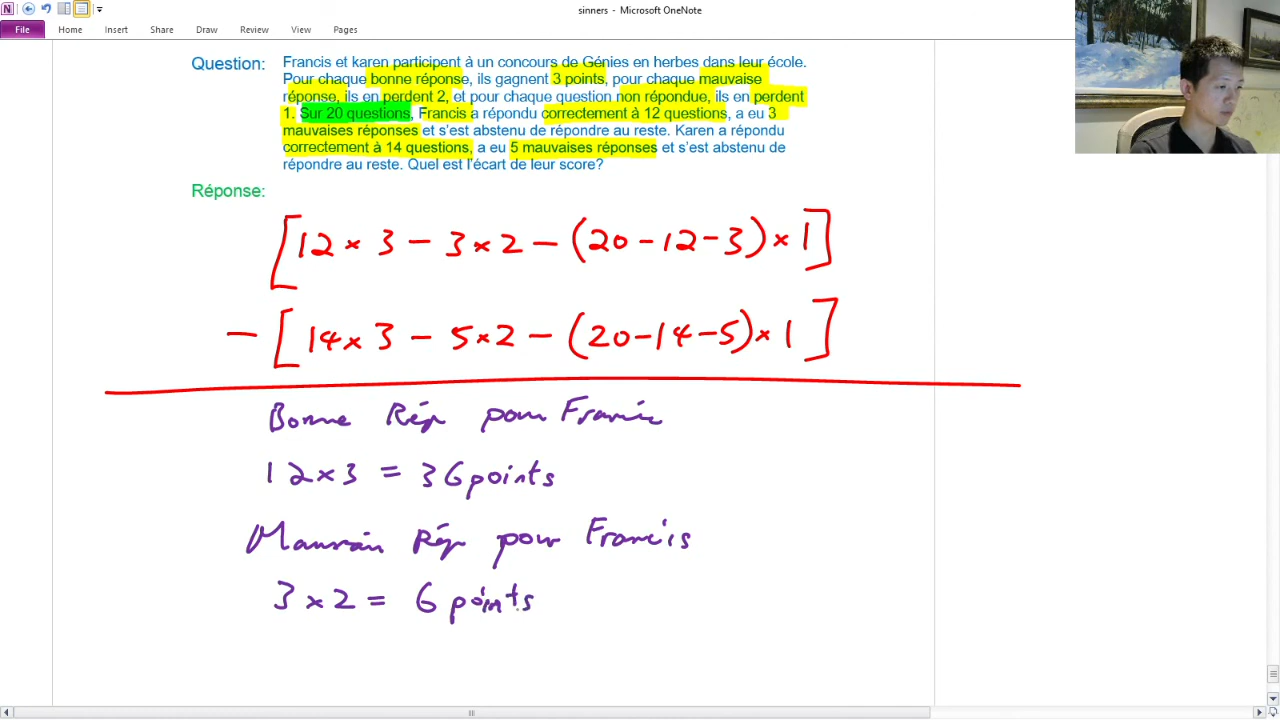 sinners - Microsoft OneNote
File Home Insert Share Draw Review View Pages
Question: Francis et karen participent à un concours de Génies en herbes dans leur école.
Pour chaque bonne réponse, ils gagnent 3 points, pour chaque mauvaise
réponse, ils en perdent 2, et pour chaque question non répondue, ils en perdent
1. Sur 20 questions, Francis a répondu correctement à 12 questions, a eu 3
mauvaises réponses et s'est abstenu de répondre au reste. Karen a répondu
correctement à 14 questions, a eu 5 mauvaises réponses et s'est abstenu de
répondre au reste. Quel est l'écart de leur score?
Réponse:
[12 × 3 - 3 × 2 - (20 - 12 - 3) × 1]
- [14 × 3 - 5 × 2 - (20 - 14 - 5) × 1]
Bonne Rép pour Francis
12 × 3 = 36 points
Mauvais Rép pour Francis
3 × 2 = 6 points